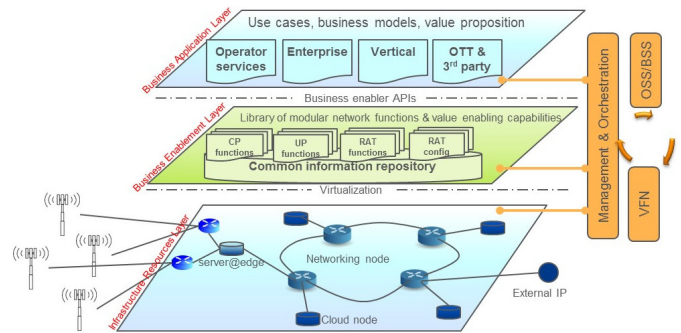 Use cases, business models, value proposition
Business Application Layer
Operator
services
Enterprise
Vertical
OTT &
3rd party
Business enabler APIs
Library of modular network functions & value enabling capabilities
Business Enablement Layer
CP
functions
UP
functions
RAT
functions
RAT
config
Common information repository
Virtualization
Infrastructure Resources Layer
server@edge
Networking node
Cloud node
External IP
Management & Orchestration
OSS/BSS
VFN